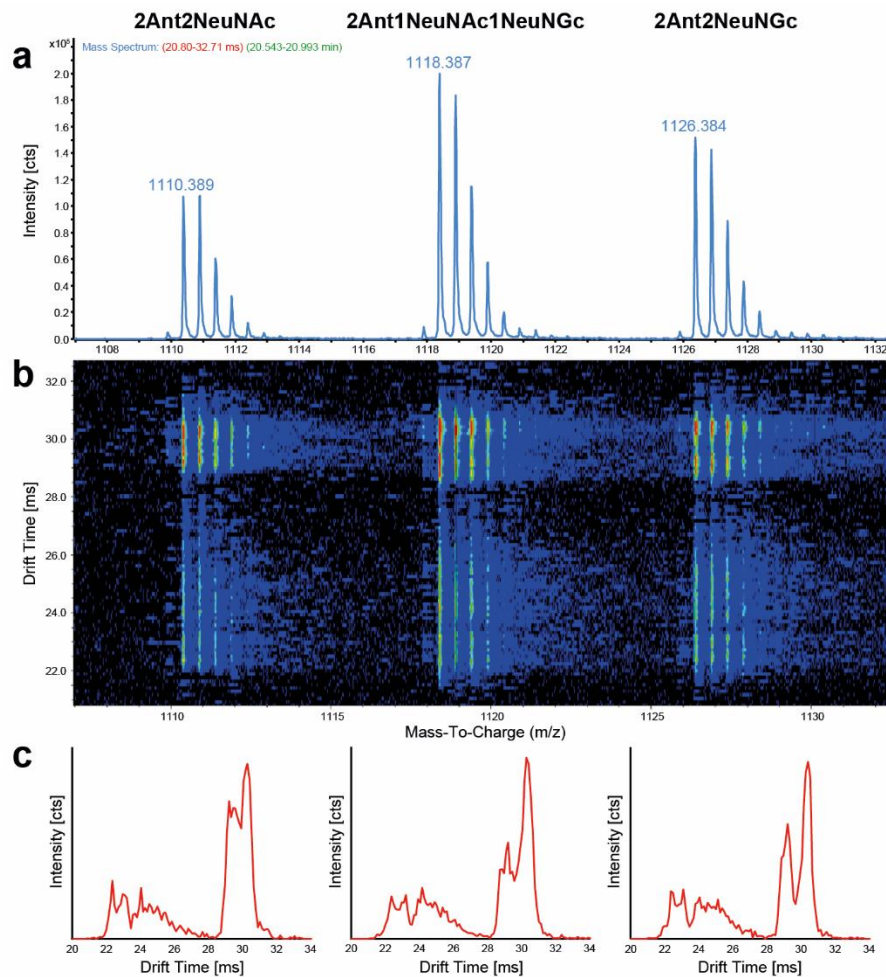 2Ant2NeuNAc 2Ant1NeuNAc1NeuNGc 2Ant2NeuNGc
a
x10⁵
Mass Spectrum: (20.80-32.71 ms) (20.543-20.993 min)
1110.389 1118.387 1126.384
Intensity [cts]
2.0
1.8
1.6
1.4
1.2
1.0
0.8
0.6
0.4
0.2
0.0
1108 1110 1112 1114 1116 1118 1120 1122 1124 1126 1128 1130 1132
b
Drift Time [ms]
32.0
30.0
28.0
26.0
24.0
22.0
1110 1115 1120 1125 1130
Mass-To-Charge (m/z)
c
Intensity [cts] Intensity [cts] Intensity [cts]
20 22 24 26 28 30 32 34 20 22 24 26 28 30 32 34 20 22 24 26 28 30 32 34
Drift Time [ms] Drift Time [ms] Drift Time [ms]